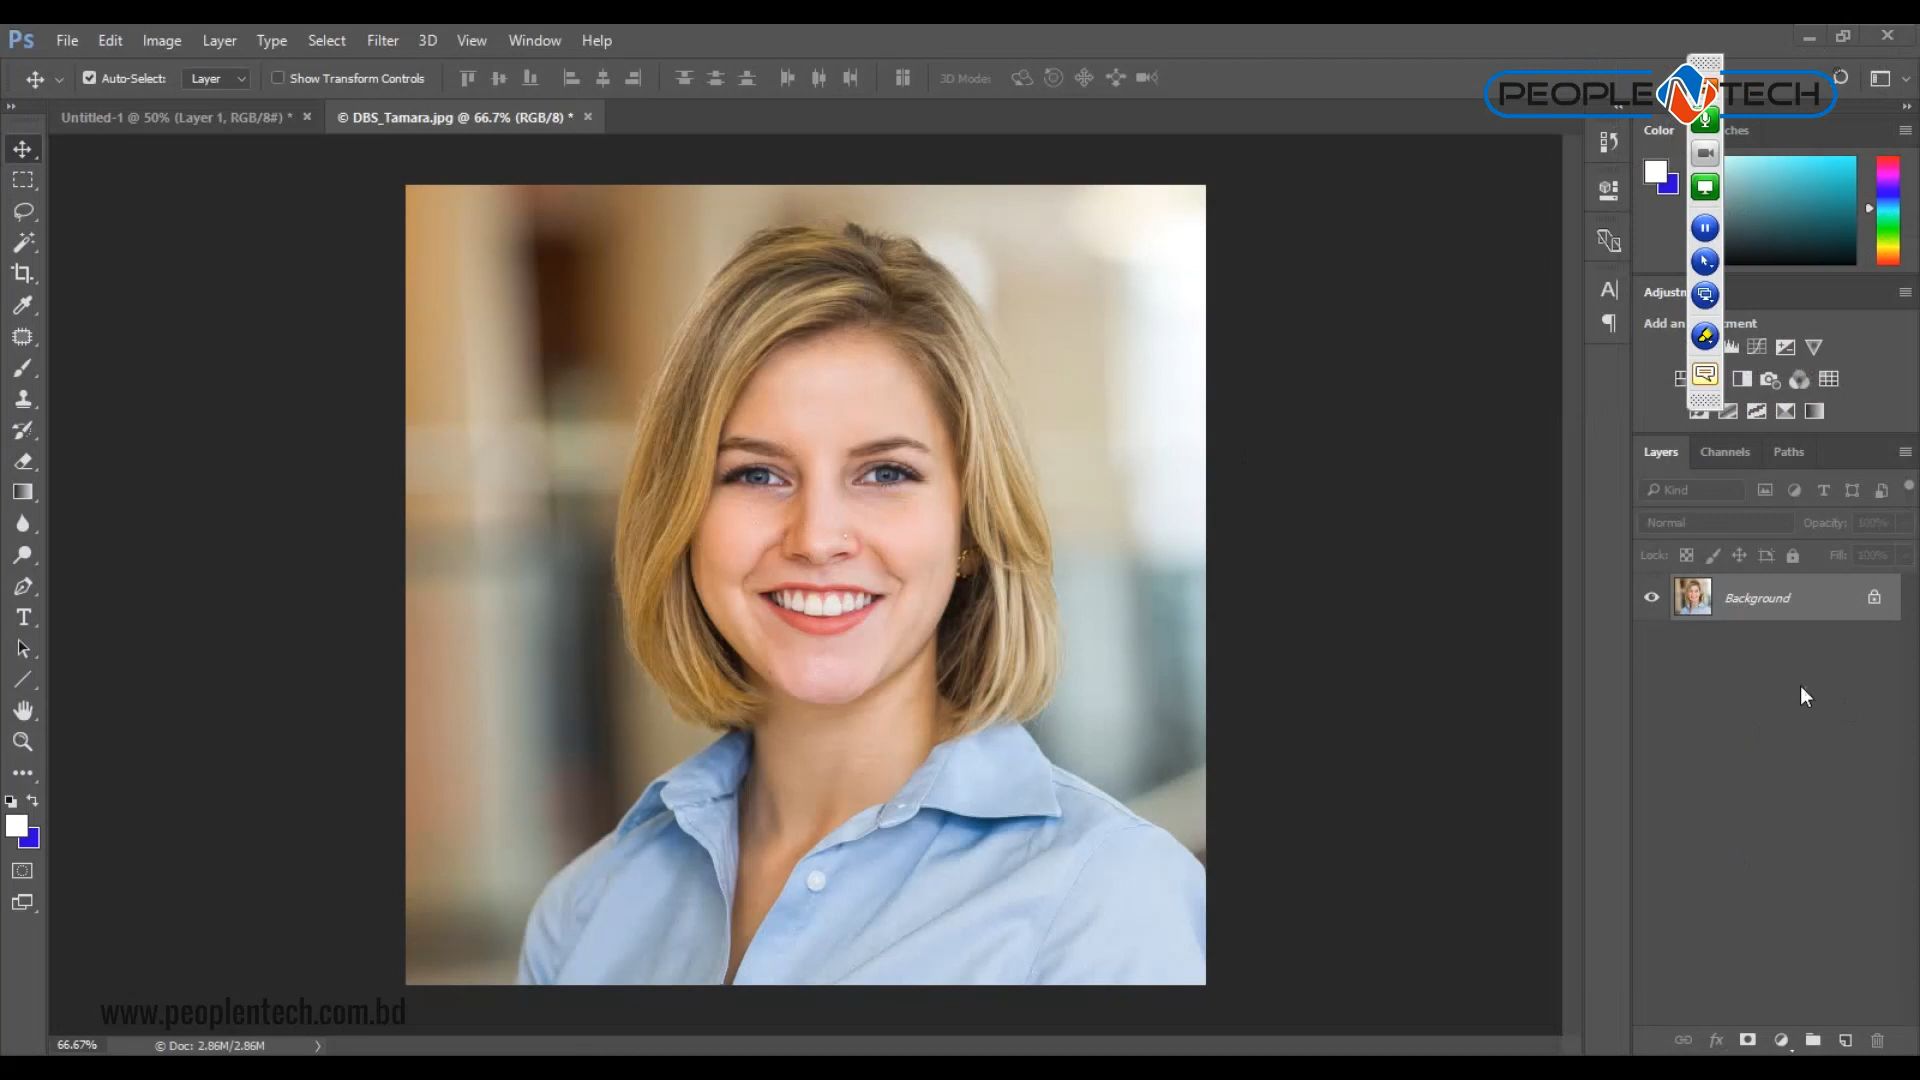 Ps File Edit Image Layer Type Select Filter 3D View Window Help
Auto-Select: Layer Show Transform Controls 3D Mode:
PEOPLE N TECH
Untitled-1 @ 50% (Layer 1, RGB/8#) * ×
© DBS_Tamara.jpg @ 66.7% (RGB/8) * ×
Color
Layers Channels Paths
Kind
Normal Opacity: 100%
Lock: Fill: 100%
Background
www.peoplentech.com.bd
66.67% © Doc: 2.86M/2.86M
fx